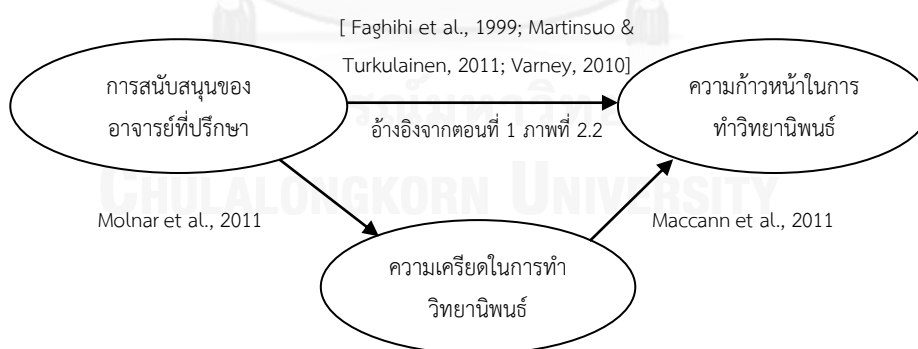 [ Faghihi et al., 1999; Martinsuo &
Turkulainen, 2011; Varney, 2010]
การสนับสนุนของ
อาจารย์ที่ปรึกษา
ความก้าวหน้าในการ
ทำวิทยานิพนธ์
อ้างอิงจากตอนที่ 1 ภาพที่ 2.2
CHULALONGKORN UNIVERSITY
Molnar et al., 2011
Maccann et al., 2011
ความเครียดในการทำ
วิทยานิพนธ์